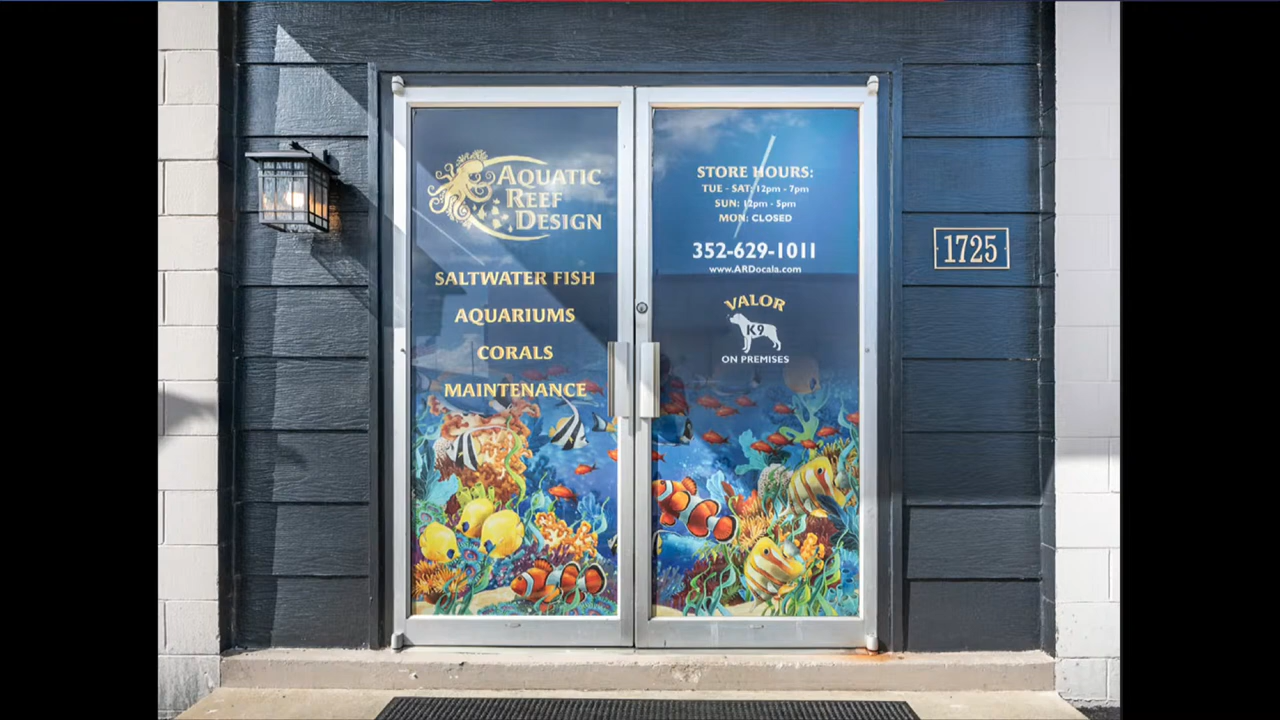 AQUATIC
REEF
DESIGN
SALTWATER FISH
AQUARIUMS
CORALS
MAINTENANCE
STORE HOURS:
TUE - SAT: 12pm - 7pm
SUN: 12pm - 5pm
MON: CLOSED
352-629-1011
www.ARDocala.com
VALOR
K9
ON PREMISES
1725